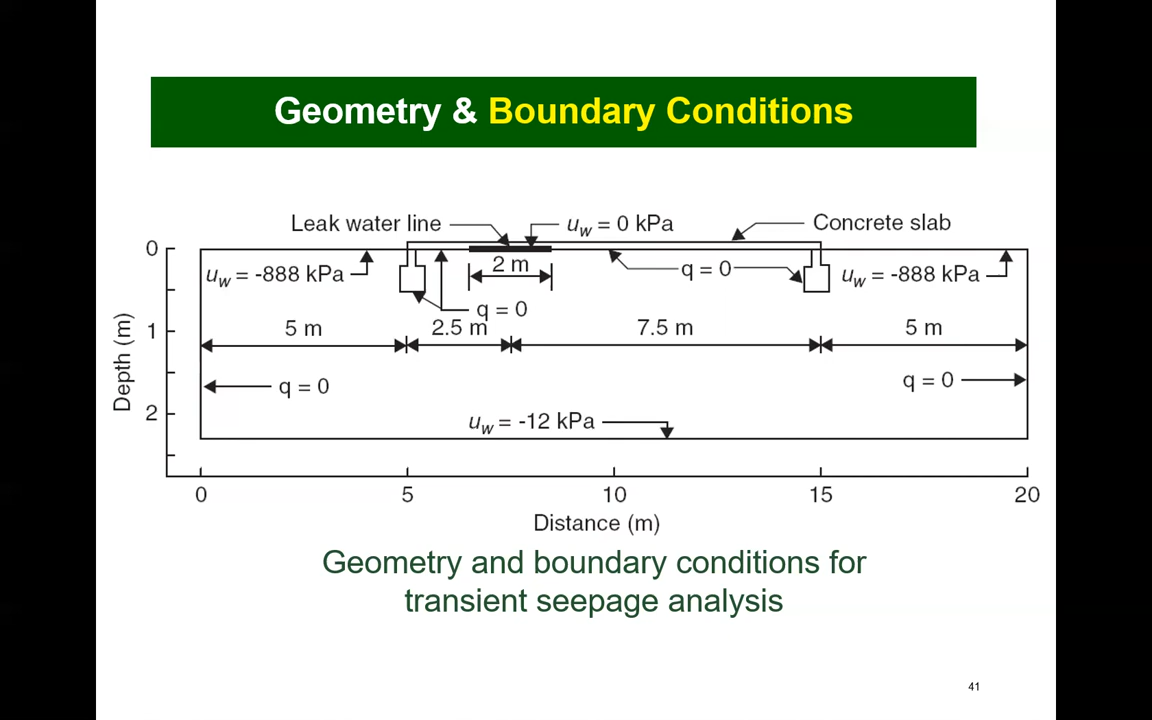 Geometry & Boundary Conditions
Leak water line
uw = 0 kPa
Concrete slab
0
uw = -888 kPa
2 m
q = 0
uw = -888 kPa
q = 0
1
5 m
2.5 m
7.5 m
5 m
Depth (m)
q = 0
q = 0
2
uw = -12 kPa
0
5
10
15
20
Distance (m)
Geometry and boundary conditions for
transient seepage analysis
41